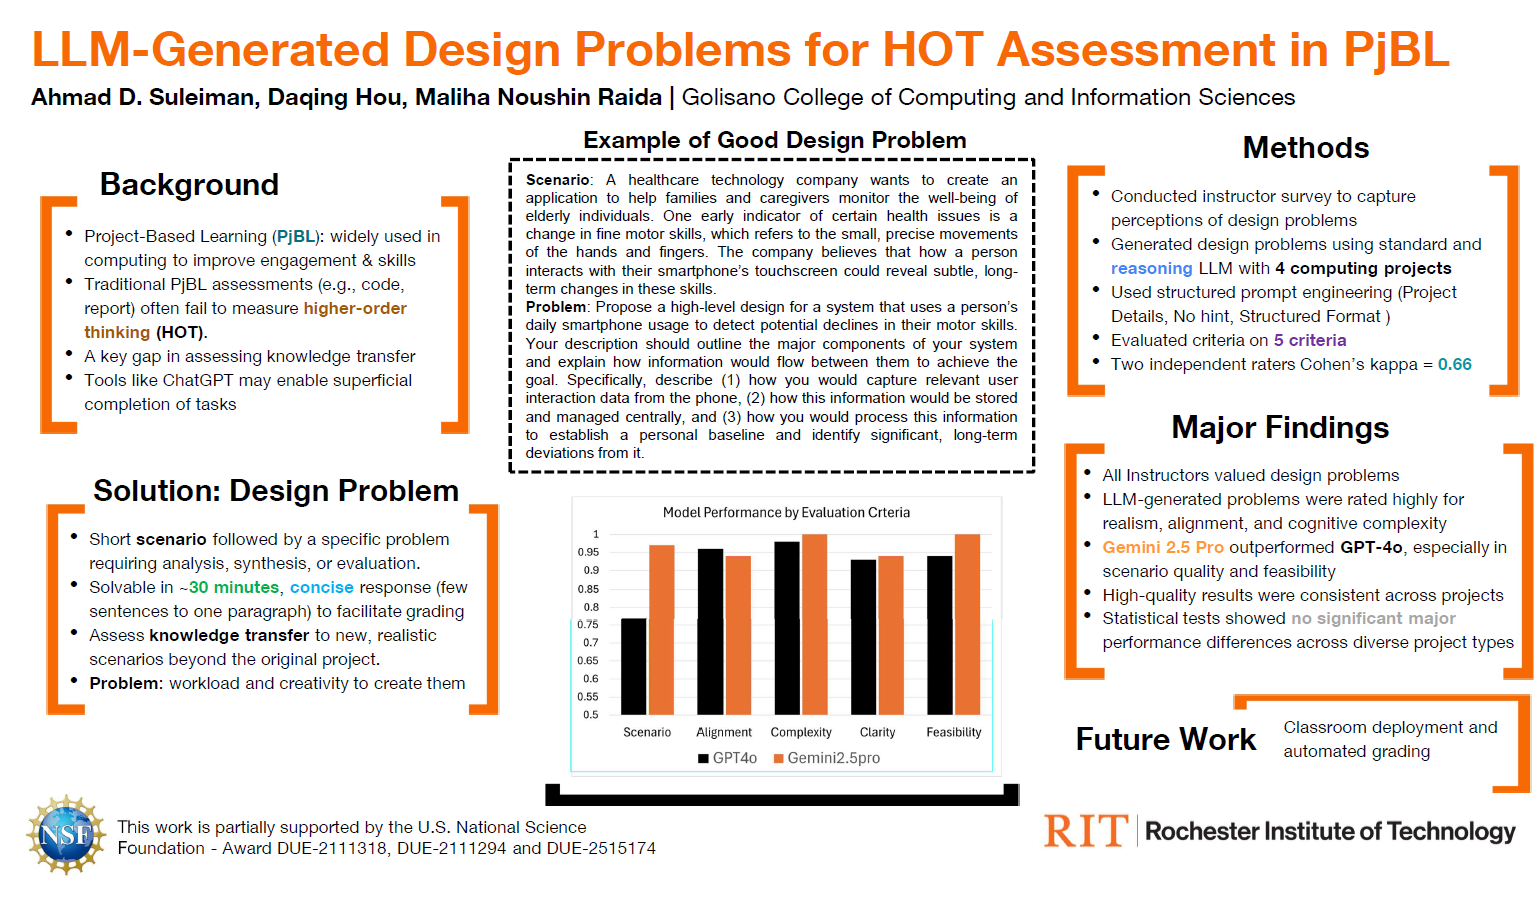 LLM-Generated Design Problems for HOT Assessment in PjBL
Ahmad D. Suleiman, Daqing Hou, Maliha Noushin Raida | Golisano College of Computing and Information Sciences
Background
• Project-Based Learning (PjBL): widely used in
computing to improve engagement & skills
• Traditional PjBL assessments (e.g., code,
report) often fail to measure higher-order
thinking (HOT).
• A key gap in assessing knowledge transfer
• Tools like ChatGPT may enable superficial
completion of tasks
Solution: Design Problem
• Short scenario followed by a specific problem
requiring analysis, synthesis, or evaluation.
• Solvable in ~30 minutes, concise response (few
sentences to one paragraph) to facilitate grading
• Assess knowledge transfer to new, realistic
scenarios beyond the original project.
• Problem: workload and creativity to create them
Example of Good Design Problem
Scenario: A healthcare technology company wants to create an
application to help families and caregivers monitor the well-being of
elderly individuals. One early indicator of certain health issues is a
change in fine motor skills, which refers to the small, precise movements
of the hands and fingers. The company believes that how a person
interacts with their smartphone's touchscreen could reveal subtle, long-
term changes in these skills.
Problem: Propose a high-level design for a system that uses a person's
daily smartphone usage to detect potential declines in their motor skills.
Your description should outline the major components of your system
and explain how information would flow between them to achieve the
goal. Specifically, describe (1) how you would capture relevant user
interaction data from the phone, (2) how this information would be stored
and managed centrally, and (3) how you would process this information
to establish a personal baseline and identify significant, long-term
deviations from it.
Model Performance by Evaluation Crteria
1
0.95
0.9
0.85
0.8
0.75
0.7
0.65
0.6
0.55
0.5
Scenario Alignment Complexity Clarity Feasibility
GPT4o Gemini2.5pro
Methods
• Conducted instructor survey to capture
perceptions of design problems
• Generated design problems using standard and
reasoning LLM with 4 computing projects
• Used structured prompt engineering (Project
Details, No hint, Structured Format )
• Evaluated criteria on 5 criteria
• Two independent raters Cohen's kappa = 0.66
Major Findings
• All Instructors valued design problems
• LLM-generated problems were rated highly for
realism, alignment, and cognitive complexity
• Gemini 2.5 Pro outperformed GPT-4o, especially in
scenario quality and feasibility
• High-quality results were consistent across projects
• Statistical tests showed no significant major
performance differences across diverse project types
Future Work
Classroom deployment and
automated grading
NSF
This work is partially supported by the U.S. National Science
Foundation - Award DUE-2111318, DUE-2111294 and DUE-2515174
RIT | Rochester Institute of Technology